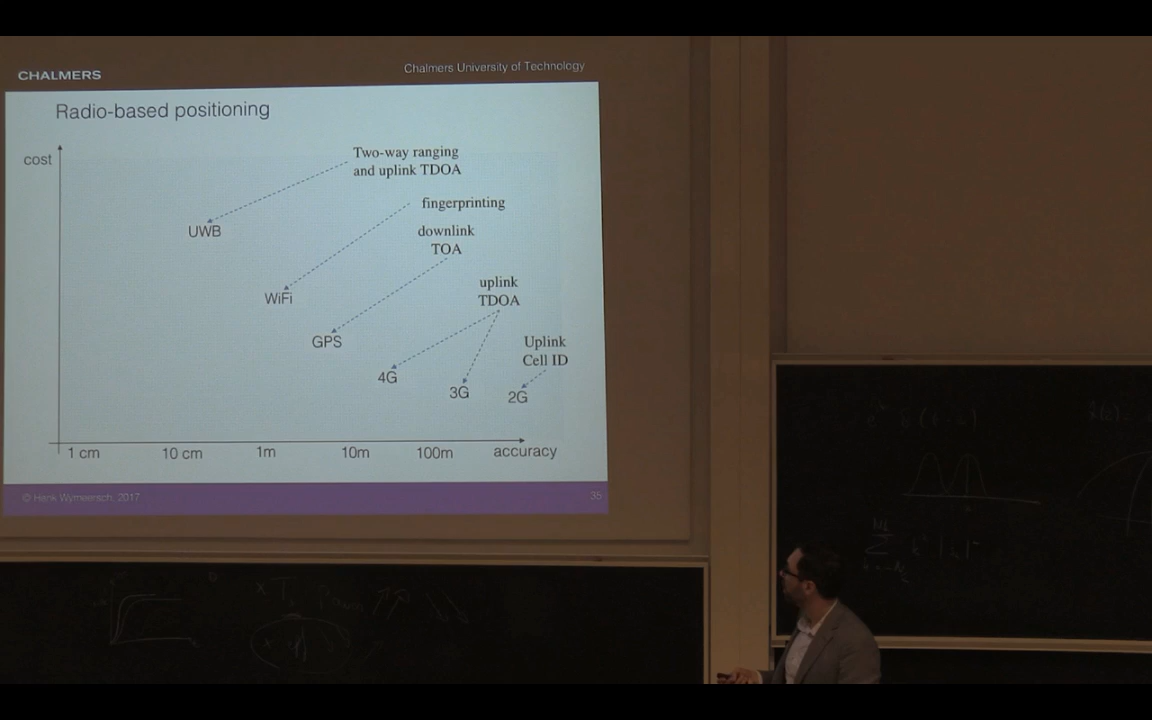 CHALMERS
Chalmers University of Technology
Radio-based positioning
cost
Two-way ranging
and uplink TDOA
fingerprinting
UWB
downlink
TOA
uplink
TDOA
WiFi
GPS
Uplink
Cell ID
4G
3G
2G
1 cm
10 cm
1m
10m
100m
accuracy
© Henk Wymeersch, 2017
35